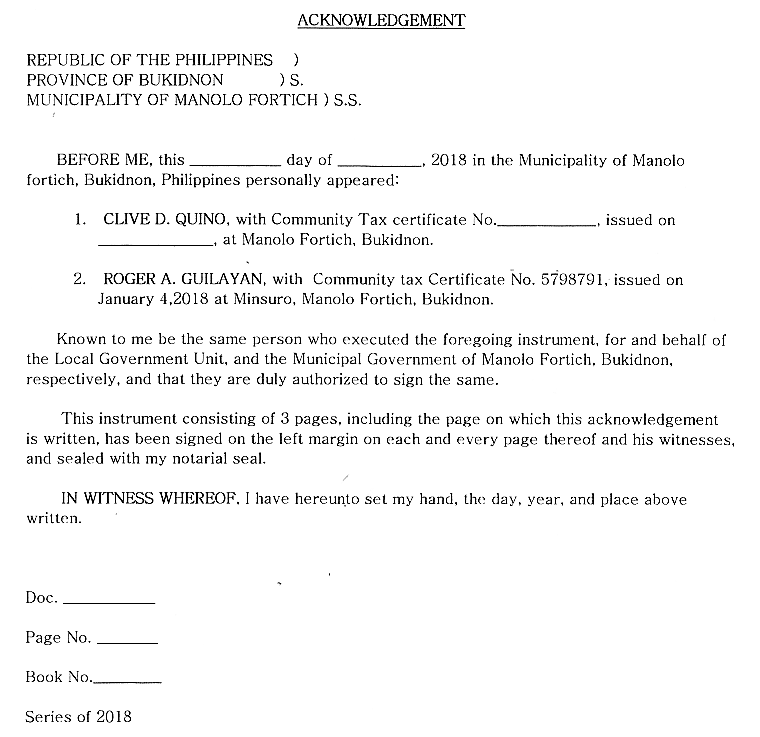 ACKNOWLEDGEMENT
REPUBLIC OF THE PHILIPPINES )
PROVINCE OF BUKIDNON ) S.
MUNICIPALITY OF MANOLO FORTICH ) S.S.
BEFORE ME, this ___________ day of __________, 2018 in the Municipality of Manolo
fortich, Bukidnon, Philippines personally appeared:
1. CLIVE D. QUINO, with Community Tax certificate No.____________, issued on
______________, at Manolo Fortich, Bukidnon.
2. ROGER A. GUILAYAN, with Community tax Certificate No. 5798791, issued on
January 4,2018 at Minsuro, Manolo Fortich, Bukidnon.
Known to me be the same person who executed the foregoing instrument, for and behalf of
the Local Government Unit, and the Municipal Government of Manolo Fortich, Bukidnon,
respectively, and that they are duly authorized to sign the same.
This instrument consisting of 3 pages, including the page on which this acknowledgement
is written, has been signed on the left margin on each and every page thereof and his witnesses,
and sealed with my notarial seal.
IN WITNESS WHEREOF, I have hereunto set my hand, the day, year, and place above
written.
Doc. ___________
Page No. _______
Book No.________
Series of 2018